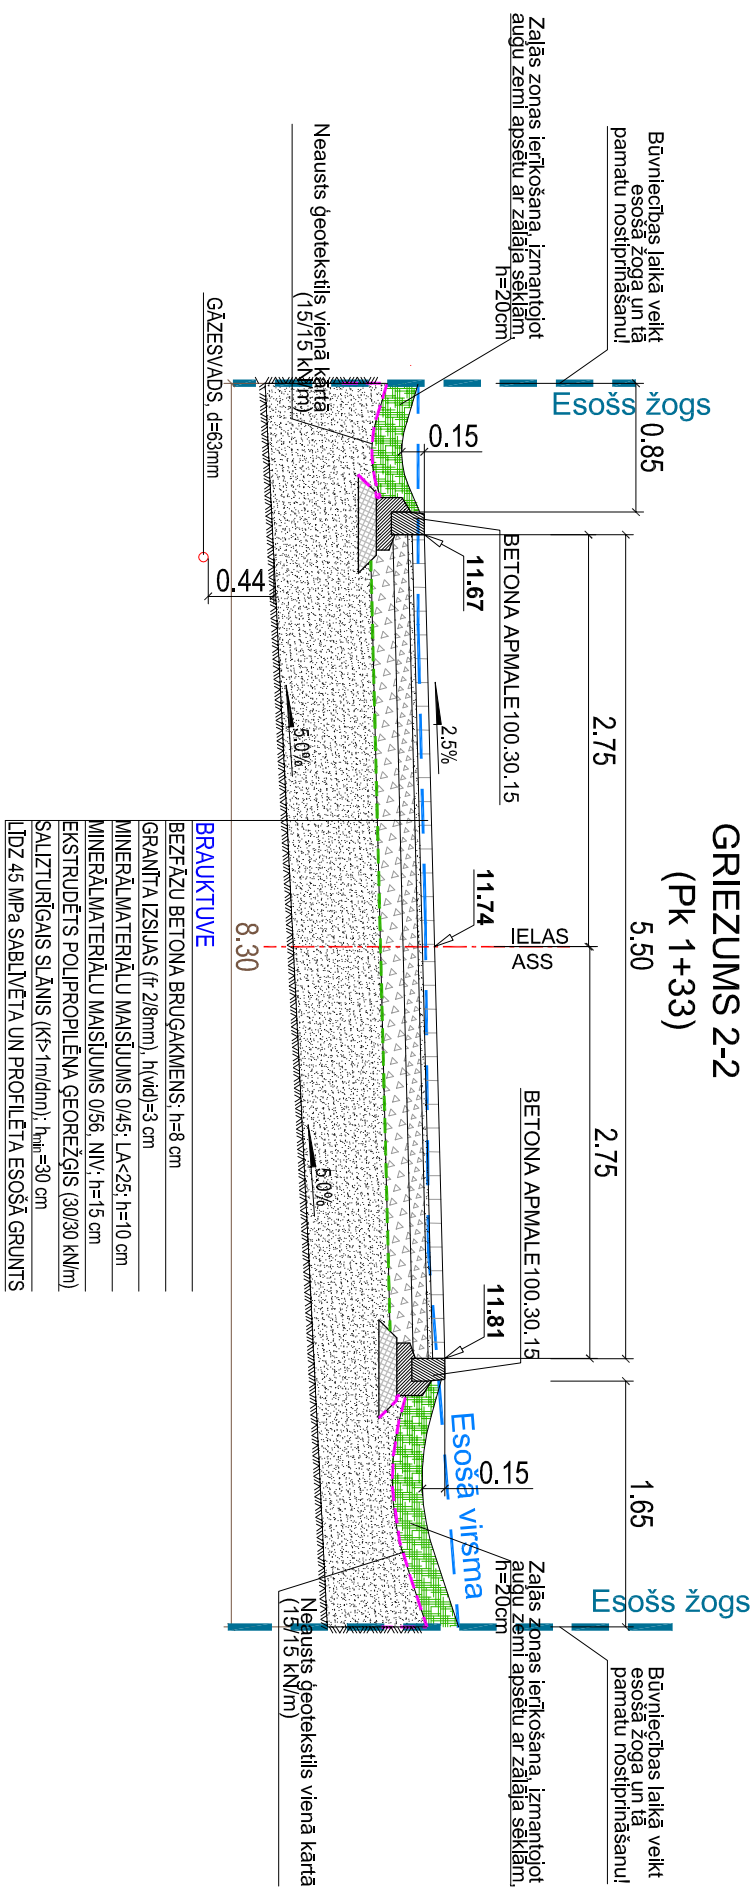 GRIEZUMS 2-2
(Pk 1+33)
Būvniecības laikā veikt
esošā žoga un tā
pamatu nostiprināšanu!
Zaļās zonas ierīkošana, izmantojot
augu zemi apsētu ar zālāja sēklām,
h=20cm
Neausts ģeotekstils vienā kārtā
(15/15 kN/m)
GĀZESVADS, d=63mm
Esošs žogs
0.85
0.15
0.44
BETONA APMALE100.30.15
11.67
2.75
5.50
2.75
2.5%
5.0%
11.74
IELAS
ASS
8.30
5.0%
BETONA APMALE100.30.15
11.81
Esošā virsma
0.15
1.65
Esošs žogs
Būvniecības laikā veikt
esošā žoga un tā
pamatu nostiprināšanu!
Zaļās zonas ierīkošana, izmantojot
augu zemi apsētu ar zālāja sēklām,
h=20cm
Neausts ģeotekstils vienā kārtā
(15/15 kN/m)
BRAUKTUVE
BEZFĀZU BETONA BRUĢAKMENS; h=8 cm
GRANĪTA IZSIJAS (fr 2/8mm), h(vid)=3 cm
MINERĀLMATERIĀLU MAISĪJUMS 0/45; LA<25; h=10 cm
MINERĀLMATERIĀLU MAISĪJUMS 0/56, NIV; h=15 cm
EKSTRUDĒTS POLIPROPILĒNA ĢEOREŽĢIS (30/30 kN/m)
SALIZTURĪGAIS SLĀNIS (Kf>1m/dnn); hmin=30 cm
LĪDZ 45 MPa SABLĪVĒTA UN PROFILĒTA ESOŠĀ GRUNTS